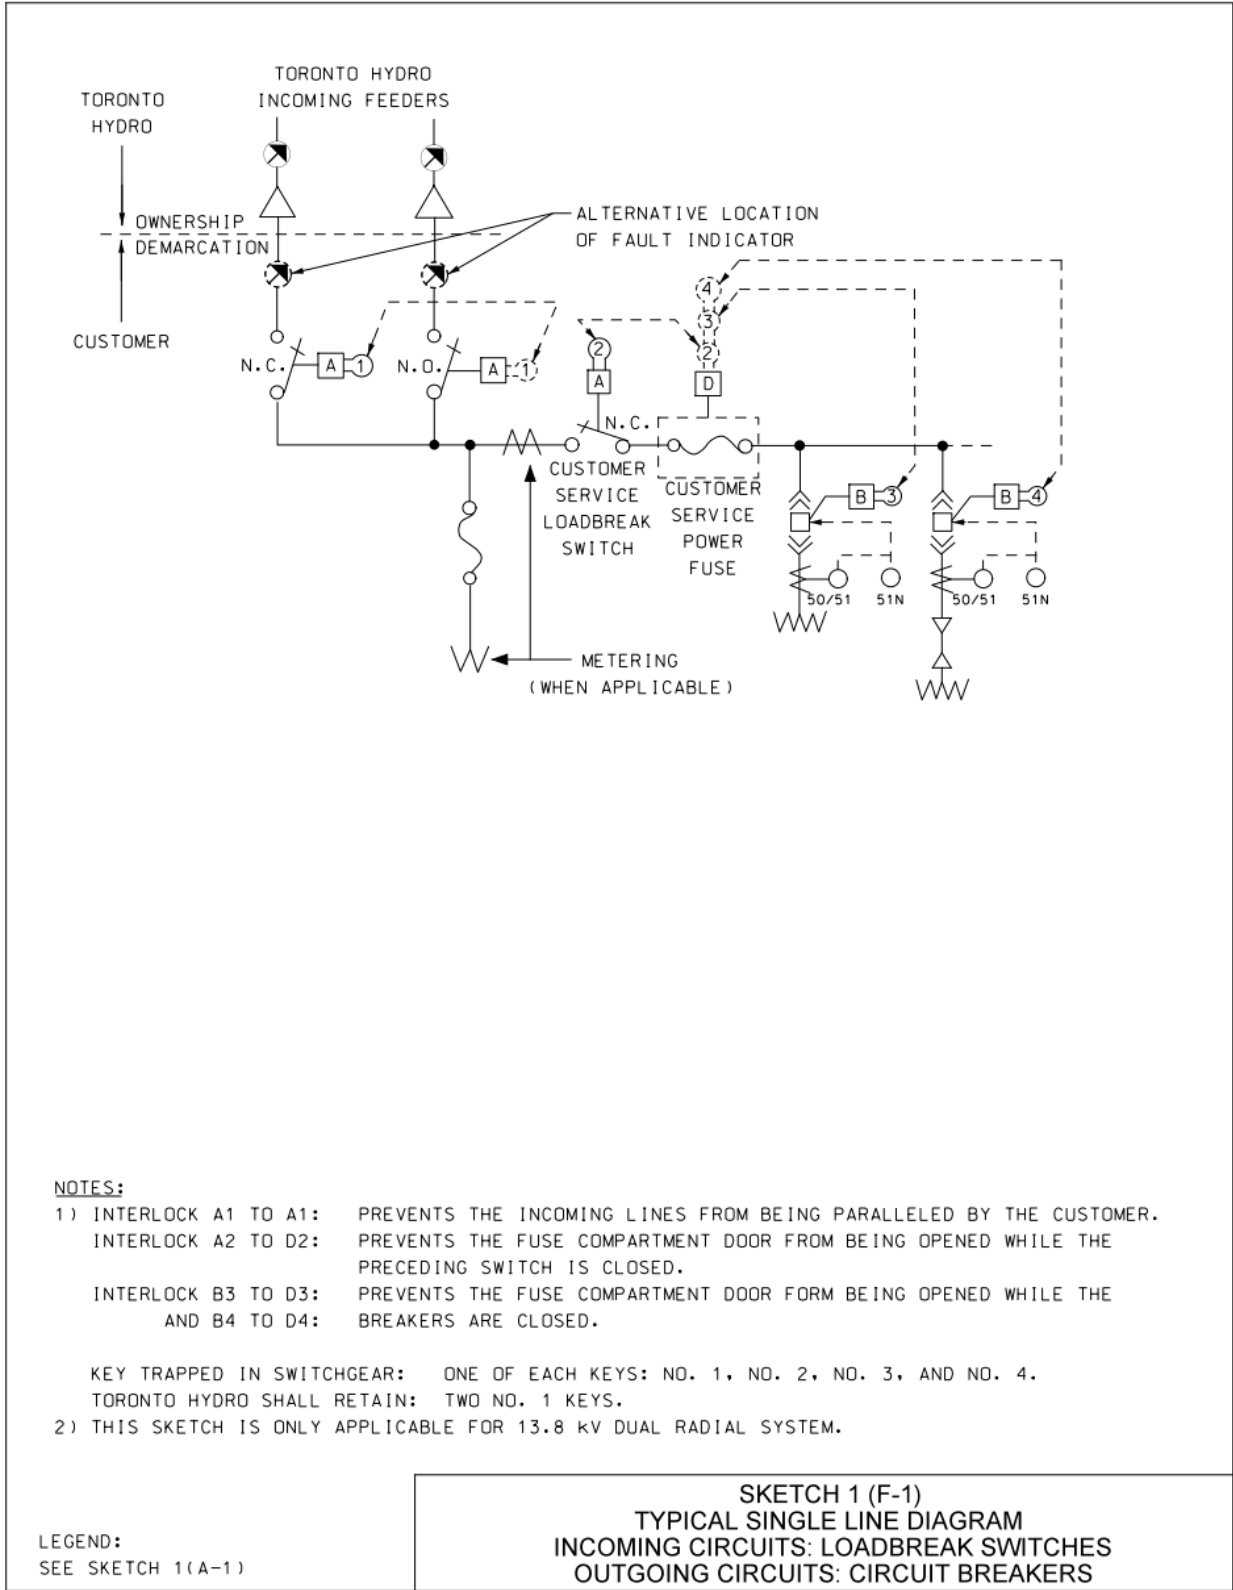 TORONTO HYDRO
INCOMING FEEDERS
TORONTO
HYDRO
OWNERSHIP
DEMARCATION
CUSTOMER
ALTERNATIVE LOCATION
OF FAULT INDICATOR
N.C.
A
1
N.O.
A
1
2
A
N.C.
4
3
2
D
CUSTOMER
SERVICE
LOADBREAK
SWITCH
CUSTOMER
SERVICE
POWER
FUSE
B
3
B
4
50/51
51N
50/51
51N
METERING
(WHEN APPLICABLE)
NOTES:
1) INTERLOCK A1 TO A1: PREVENTS THE INCOMING LINES FROM BEING PARALLELED BY THE CUSTOMER.
INTERLOCK A2 TO D2: PREVENTS THE FUSE COMPARTMENT DOOR FROM BEING OPENED WHILE THE
PRECEDING SWITCH IS CLOSED.
INTERLOCK B3 TO D3: PREVENTS THE FUSE COMPARTMENT DOOR FORM BEING OPENED WHILE THE
AND B4 TO D4: BREAKERS ARE CLOSED.
KEY TRAPPED IN SWITCHGEAR: ONE OF EACH KEYS: NO. 1, NO. 2, NO. 3, AND NO. 4.
TORONTO HYDRO SHALL RETAIN: TWO NO. 1 KEYS.
2) THIS SKETCH IS ONLY APPLICABLE FOR 13.8 kV DUAL RADIAL SYSTEM.
LEGEND:
SEE SKETCH 1(A-1)
SKETCH 1 (F-1)
TYPICAL SINGLE LINE DIAGRAM
INCOMING CIRCUITS: LOADBREAK SWITCHES
OUTGOING CIRCUITS: CIRCUIT BREAKERS